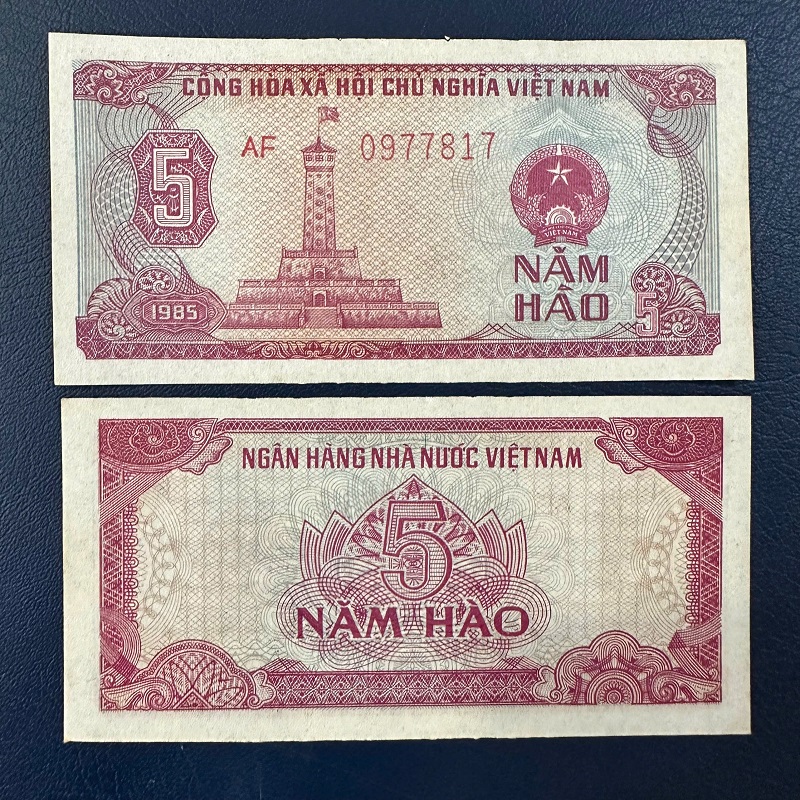 CỘNG HÒA XÃ HỘI CHỦ NGHĨA VIỆT NAM
5
AF 0977817
VIỆT NAM
NĂM
HÀO
1985
5
NGÂN HÀNG NHÀ NƯỚC VIỆT NAM
5
NĂM HÀO